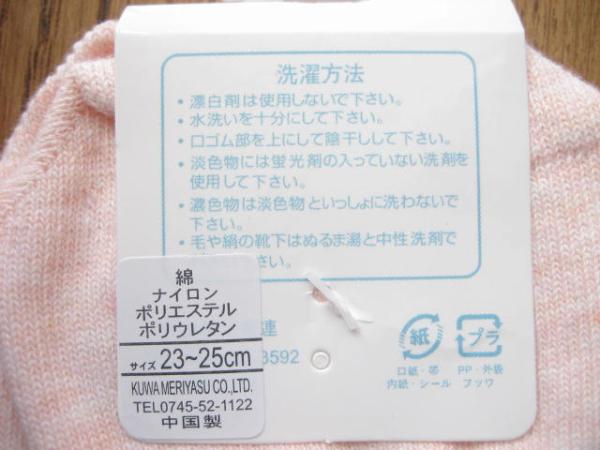 洗濯方法
・漂白剤は使用しないで下さい。
・水洗いを十分にして下さい。
・口ゴム部を上にして陰干しして下さい。
・淡色物には蛍光剤の入っていない洗剤を
使用して下さい。
・濃色物は淡色物といっしょに洗わないで
下さい。
・毛や絹の靴下はぬるま湯と中性洗剤で
さい。
綿
ナイロン
ポリエステル
ポリウレタン
サイズ 23~25cm
KUWA MERIYASU CO.,LTD.
TEL0745-52-1122
中国製
連
3592
紙
口紙・帯
内紙・シール
プラ
PP・外袋
フック